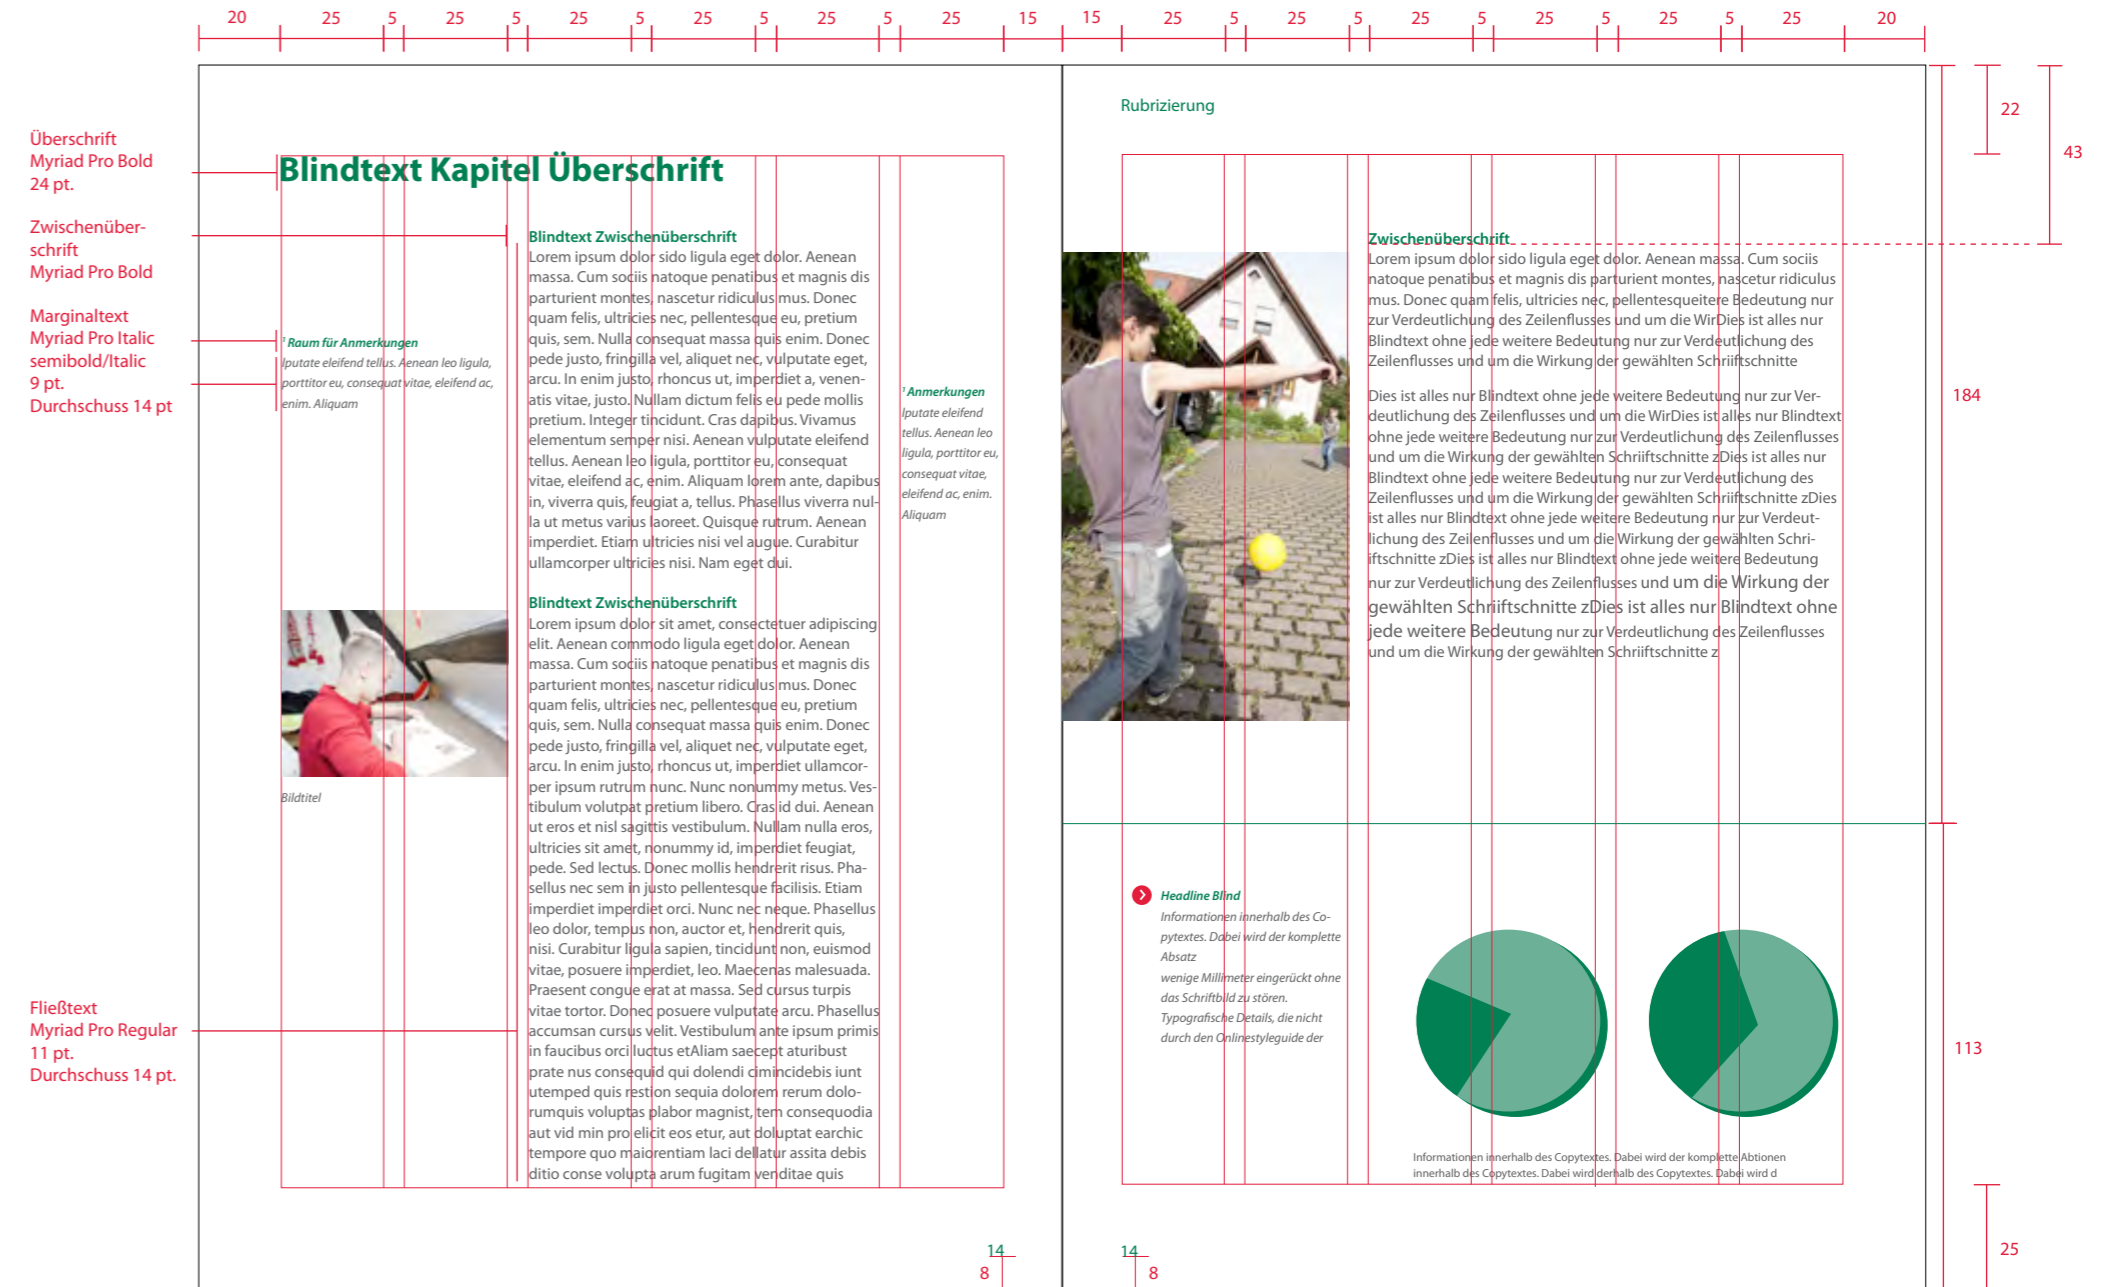 20 25 5 25 5 25 5 25 5 25 5 25 15 15 25 5 25 5 25 5 25 5 25 5 25 20
Überschrift
Myriad Pro Bold
24 pt.
Zwischenüber-
schrift
Myriad Pro Bold
Marginaltext
Myriad Pro Italic
semibold/Italic
9 pt.
Durchschuss 14 pt
Fließtext
Myriad Pro Regular
11 pt.
Durchschuss 14 pt.
Blindtext Kapitel Überschrift
1 Raum für Anmerkungen
lputate eleifend tellus. Aenean leo ligula,
porttitor eu, consequat vitae, eleifend ac,
enim. Aliquam
Bildtitel
Blindtext Zwischenüberschrift
Lorem ipsum dolor sido ligula eget dolor. Aenean
massa. Cum sociis natoque penatibus et magnis dis
parturient montes, nascetur ridiculus mus. Donec
quam felis, ultricies nec, pellentesque eu, pretium
quis, sem. Nulla consequat massa quis enim. Donec
pede justo, fringilla vel, aliquet nec, vulputate eget,
arcu. In enim justo, rhoncus ut, imperdiet a, venen-
atis vitae, justo. Nullam dictum felis eu pede mollis
pretium. Integer tincidunt. Cras dapibus. Vivamus
elementum semper nisi. Aenean vulputate eleifend
tellus. Aenean leo ligula, porttitor eu, consequat
vitae, eleifend ac, enim. Aliquam lorem ante, dapibus
in, viverra quis, feugiat a, tellus. Phasellus viverra nul-
la ut metus varius laoreet. Quisque rutrum. Aenean
imperdiet. Etiam ultricies nisi vel augue. Curabitur
ullamcorper ultricies nisi. Nam eget dui.
Blindtext Zwischenüberschrift
Lorem ipsum dolor sit amet, consectetuer adipiscing
elit. Aenean commodo ligula eget dolor. Aenean
massa. Cum sociis natoque penatibus et magnis dis
parturient montes, nascetur ridiculus mus. Donec
quam felis, ultricies nec, pellentesque eu, pretium
quis, sem. Nulla consequat massa quis enim. Donec
pede justo, fringilla vel, aliquet nec, vulputate eget,
arcu. In enim justo, rhoncus ut, imperdiet ullamcor-
per ipsum rutrum nunc. Nunc nonummy metus. Ves-
tibulum volutpat pretium libero. Cras id dui. Aenean
ut eros et nisl sagittis vestibulum. Nullam nulla eros,
ultricies sit amet, nonummy id, imperdiet feugiat,
pede. Sed lectus. Donec mollis hendrerit risus. Pha-
sellus nec sem in justo pellentesque facilisis. Etiam
imperdiet imperdiet orci. Nunc nec neque. Phasellus
leo dolor, tempus non, auctor et, hendrerit quis,
nisi. Curabitur ligula sapien, tincidunt non, euismod
vitae, posuere imperdiet, leo. Maecenas malesuada.
Praesent congue erat at massa. Sed cursus turpis
vitae tortor. Donec posuere vulputate arcu. Phasellus
accumsan cursus velit. Vestibulum ante ipsum primis
in faucibus orci luctus etAliam saecept aturibust
prate nus consequid qui dolendi cimincidebis iunt
utemped quis restion sequia dolorem rerum dolo-
rumquis voluptas plabor magnist, tem consequodia
aut vid min pro elicit eos etur, aut doluptat earchic
tempore quo maiorentiam laci dellatur assita debis
ditio conse volupta arum fugitam venditae quis
1 Anmerkungen
lputate eleifend
tellus. Aenean leo
ligula, porttitor eu,
consequat vitae,
eleifend ac, enim.
Aliquam
14
8
Rubrizierung
Zwischenüberschrift
Lorem ipsum dolor sido ligula eget dolor. Aenean massa. Cum sociis
natoque penatibus et magnis dis parturient montes, nascetur ridiculus
mus. Donec quam felis, ultricies nec, pellentesqueitere Bedeutung nur
zur Verdeutlichung des Zeilenflusses und um die WirDies ist alles nur
Blindtext ohne jede weitere Bedeutung nur zur Verdeutlichung des
Zeilenflusses und um die Wirkung der gewählten Schriiftschnitte
Dies ist alles nur Blindtext ohne jede weitere Bedeutung nur zur Ver-
deutlichung des Zeilenflusses und um die WirDies ist alles nur Blindtext
ohne jede weitere Bedeutung nur zur Verdeutlichung des Zeilenflusses
und um die Wirkung der gewählten Schriiftschnitte zDies ist alles nur
Blindtext ohne jede weitere Bedeutung nur zur Verdeutlichung des
Zeilenflusses und um die Wirkung der gewählten Schriiftschnitte zDies
ist alles nur Blindtext ohne jede weitere Bedeutung nur zur Verdeut-
lichung des Zeilenflusses und um die Wirkung der gewählten Schri-
iftschnitte zDies ist alles nur Blindtext ohne jede weitere Bedeutung
nur zur Verdeutlichung des Zeilenflusses und um die Wirkung der
gewählten Schriiftschnitte zDies ist alles nur Blindtext ohne
jede weitere Bedeutung nur zur Verdeutlichung des Zeilenflusses
und um die Wirkung der gewählten Schriiftschnitte z
Headline Blind
Informationen innerhalb des Co-
pytextes. Dabei wird der komplette
Absatz
wenige Millimeter eingerückt ohne
das Schriftbild zu stören.
Typografische Details, die nicht
durch den Onlinestyleguide der
Informationen innerhalb des Copytextes. Dabei wird der komplette Abtionen
innerhalb des Copytextes. Dabei wird derhalb des Copytextes. Dabei wird d
14
8
22
43
184
113
25